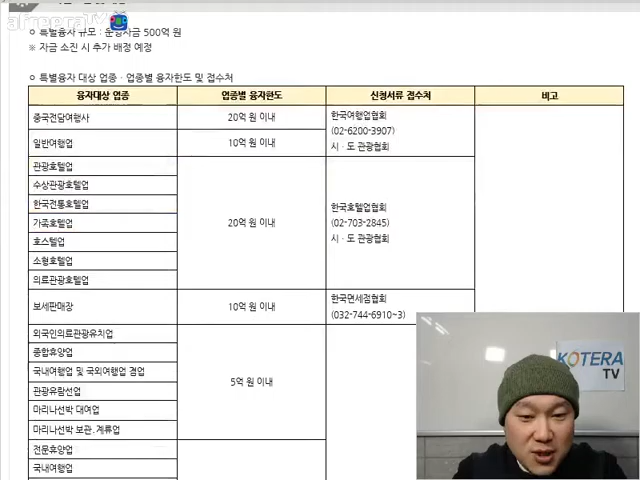 afreecaTV
ㅇ 특별융자 규모 : 운영자금 500억 원
※ 자금 소진 시 추가 배정 예정
ㅇ 특별융자 대상 업종ㆍ업종별 융자한도 및 접수처
융자대상 업종 업종별 융자한도 신청서류 접수처 비고
중국전담여행사 20억 원 이내 한국여행업협회
(02-6200-3907)
일반여행업 10억 원 이내 시ㆍ도 관광협회
관광호텔업
수상관광호텔업
한국전통호텔업 한국호텔업협회
가족호텔업 20억 원 이내 (02-703-2845)
호스텔업 시ㆍ도 관광협회
소형호텔업
의료관광호텔업
보세판매장 10억 원 이내 한국면세점협회
(032-744-6910~3)
외국인의료관광유치업
종합휴양업
국내여행업 및 국외여행업 겸업
5억 원 이내
관광유람선업
마리나선박 대여업
마리나선박 보관.계류업
전문휴양업
국내여행업
KOTERA
TV